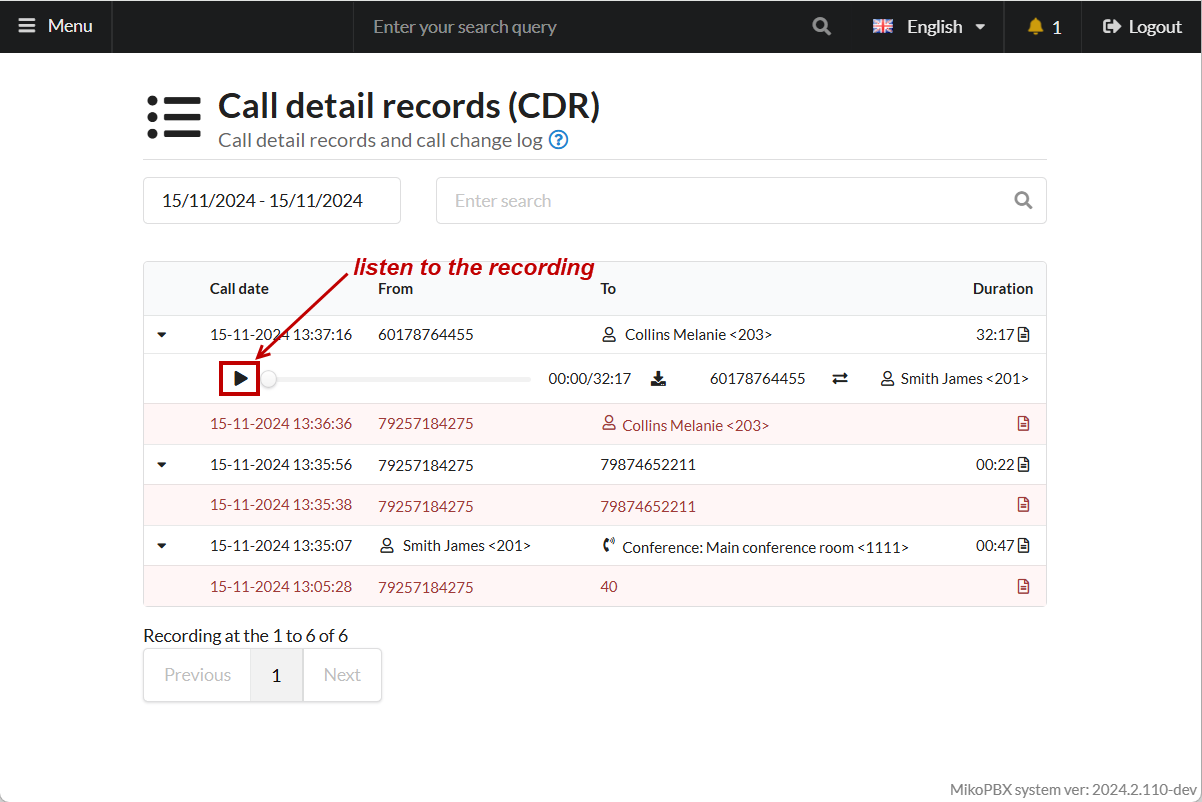 Menu Enter your search query English 1 Logout
Call detail records (CDR)
Call detail records and call change log ?
15/11/2024 - 15/11/2024 Enter search
listen to the recording
Call date From To Duration
15-11-2024 13:37:16 60178764455 Collins Melanie <203> 32:17
00:00/32:17 60178764455 Smith James <201>
15-11-2024 13:36:36 79257184275 Collins Melanie <203>
15-11-2024 13:35:56 79257184275 79874652211 00:22
15-11-2024 13:35:38 79257184275 79874652211
15-11-2024 13:35:07 Smith James <201> Conference: Main conference room <1111> 00:47
15-11-2024 13:05:28 79257184275 40
Recording at the 1 to 6 of 6
Previous 1 Next
MikoPBX system ver: 2024.2.110-dev